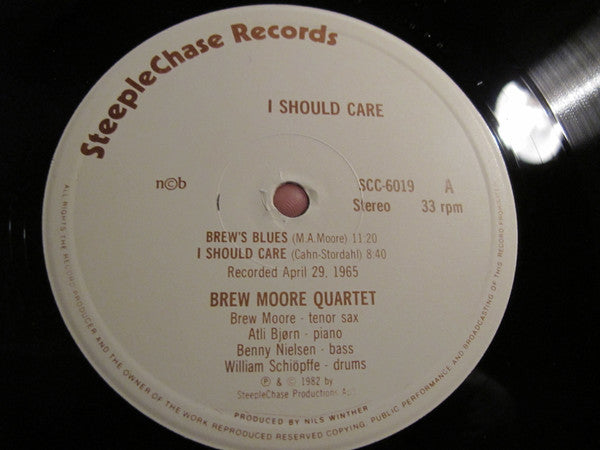 SteepleChase Records
I SHOULD CARE
n©b
SCC-6019 A
Stereo 33 rpm
BREW'S BLUES (M.A.Moore) 11:20
I SHOULD CARE (Cahn-Stordahl) 8:40
Recorded April 29, 1965
BREW MOORE QUARTET
Brew Moore - tenor sax
Atli Bjørn - piano
Benny Nielsen - bass
William Schiöpffe - drums
℗ & © 1982 by
SteepleChase Productions ApS
PRODUCED BY NILS WINTHER
ALL RIGHTS THE RECORD PRODUCER AND THE OWNER OF THE WORK REPRODUCED RESERVED COPYING, PUBLIC PERFORMANCE AND BROADCASTING OF THIS RECORD PROHIBITED